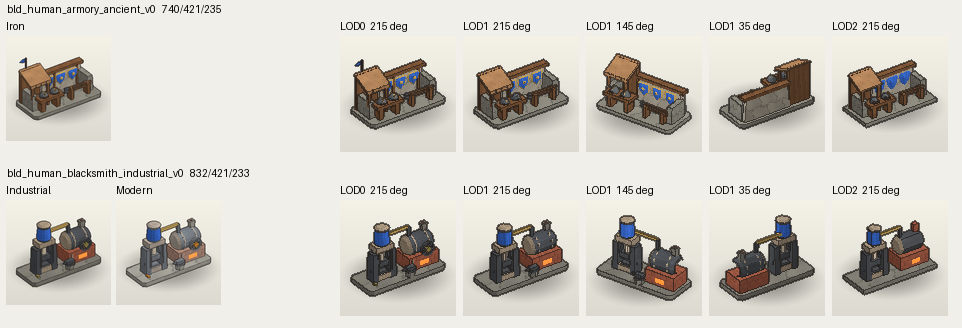 bld_human_armory_ancient_v0 740/421/235
Iron
LOD0 215 deg
LOD1 215 deg
LOD1 145 deg
LOD1 35 deg
LOD2 215 deg
bld_human_blacksmith_industrial_v0 832/421/233
Industrial
Modern
LOD0 215 deg
LOD1 215 deg
LOD1 145 deg
LOD1 35 deg
LOD2 215 deg